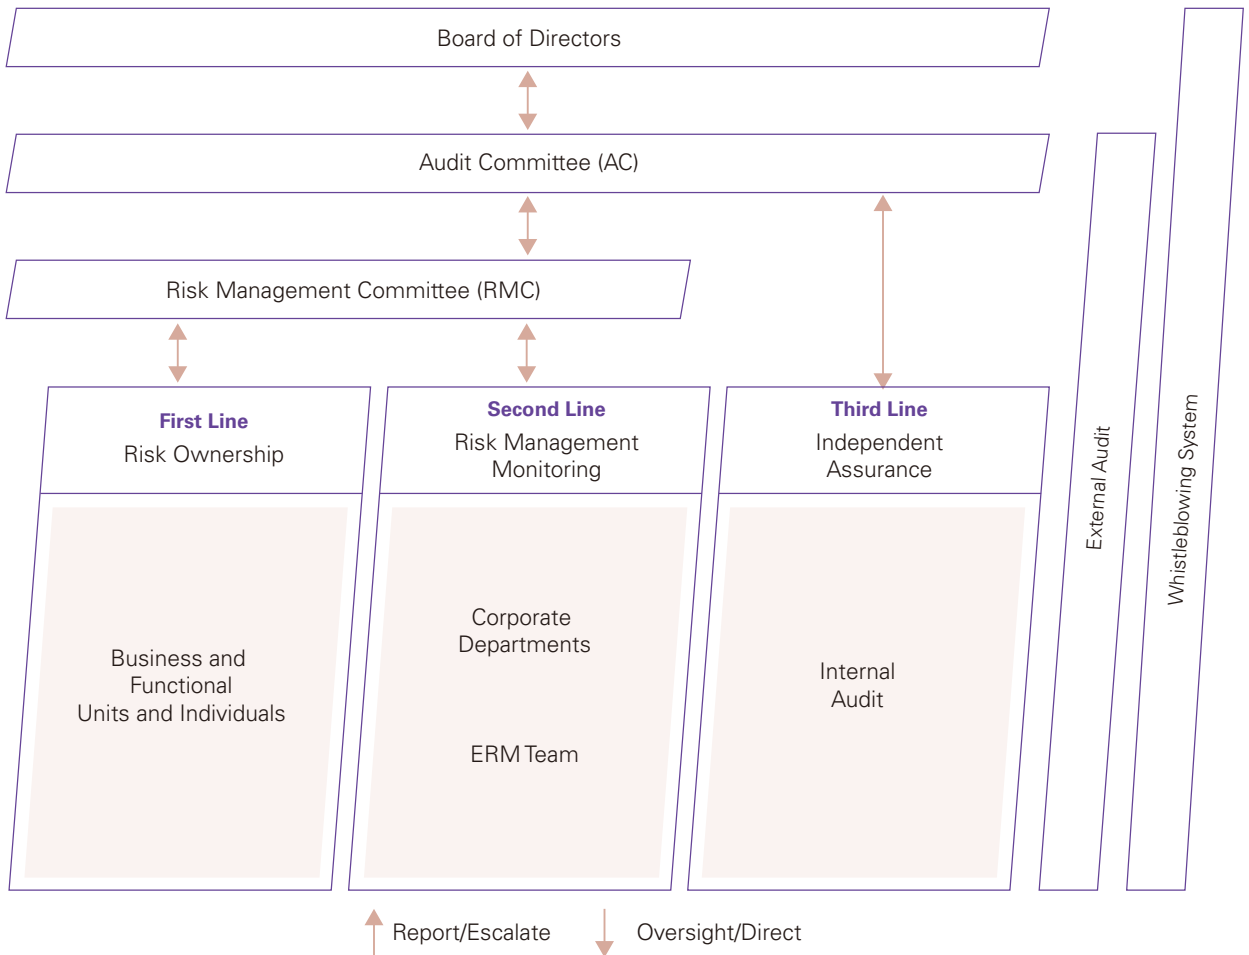 Board of Directors
Audit Committee (AC)
Risk Management Committee (RMC)
First Line
Risk Ownership
Business and
Functional
Units and Individuals
Second Line
Risk Management
Monitoring
Corporate
Departments
ERM Team
Third Line
Independent
Assurance
Internal
Audit
External Audit
Whistleblowing System
Report/Escalate
Oversight/Direct